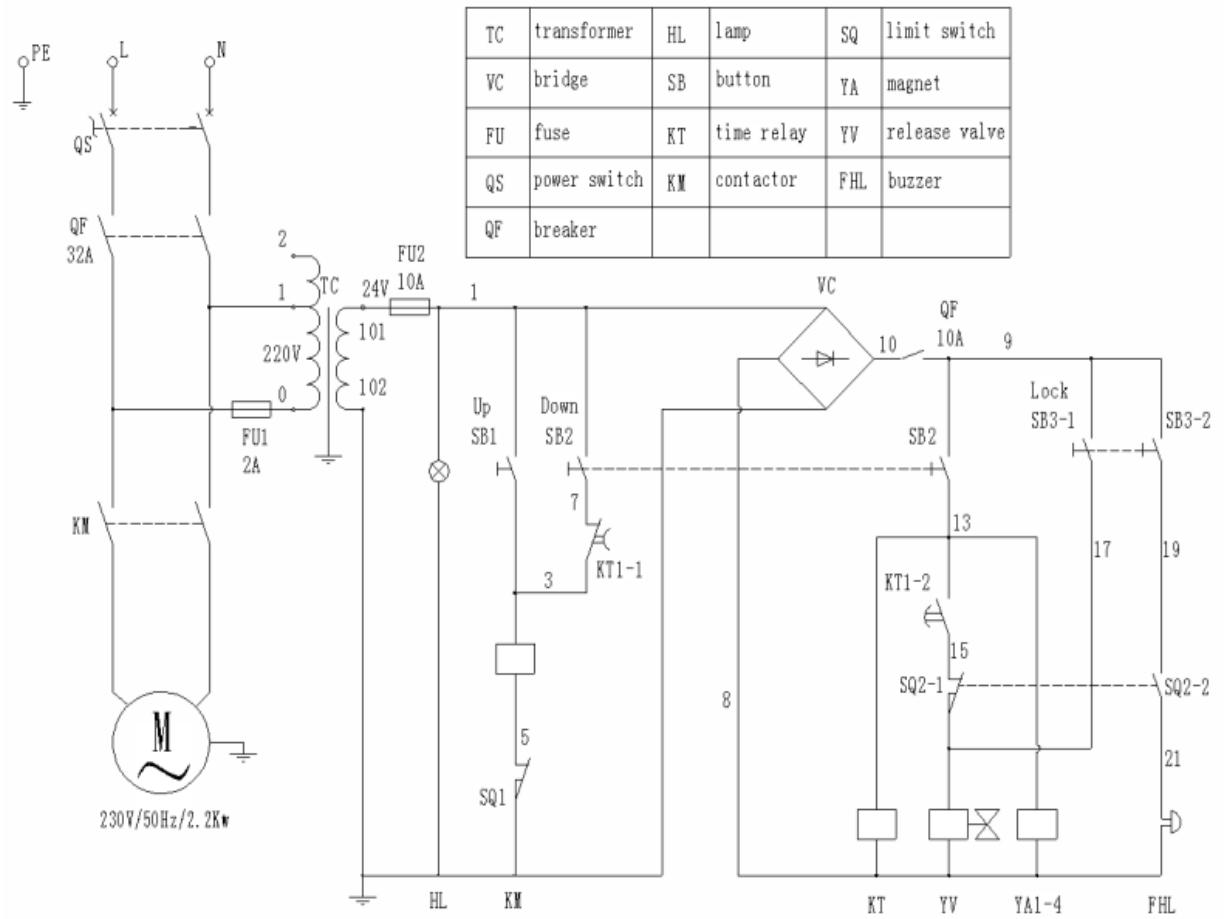 TC transformer HL lamp SQ limit switch
VC bridge SB button YA magnet
FU fuse KT time relay YV release valve
QS power switch KM contactor FHL buzzer
QF breaker
PE
L
N
QS
QF
32A
2
1
TC
220V
0
FU1
2A
24V
101
102
FU2
10A
1
VC
10
QF
10A
9
Up
SB1
Down
SB2
SB2
Lock
SB3-1
SB3-2
KM
7
KT1-1
3
13
17
19
KT1-2
15
SQ2-1
SQ2-2
8
5
SQ1
21
M
230V/50Hz/2.2Kw
HL
KM
KT
YV
YA1-4
FHL